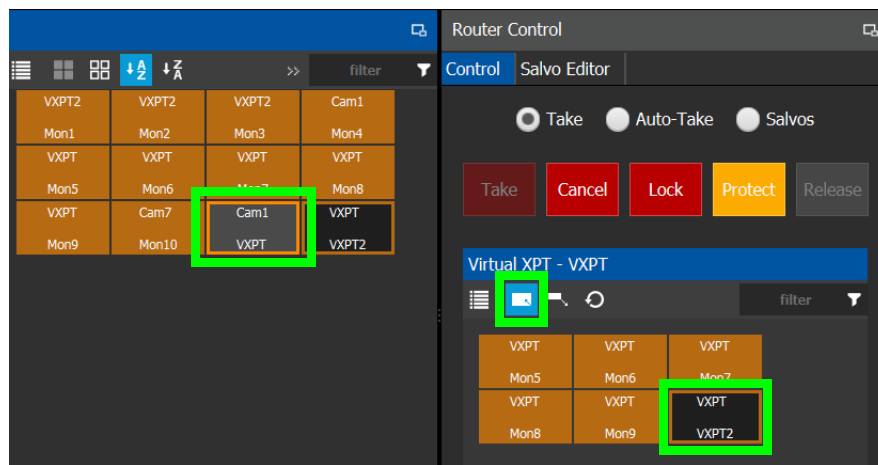 Router Control
Control Salvo Editor
filter
VXPT2 VXPT2 VXPT2 Cam1
Mon1 Mon2 Mon3 Mon4
VXPT VXPT VXPT VXPT
Mon5 Mon6 Mon7 Mon8
VXPT Cam7 Cam1 VXPT
Mon9 Mon10 VXPT VXPT2
Take Auto-Take Salvos
Take Cancel Lock Protect Release
Virtual XPT - VXPT
filter
VXPT VXPT VXPT
Mon5 Mon6 Mon7
VXPT VXPT VXPT
Mon8 Mon9 VXPT2